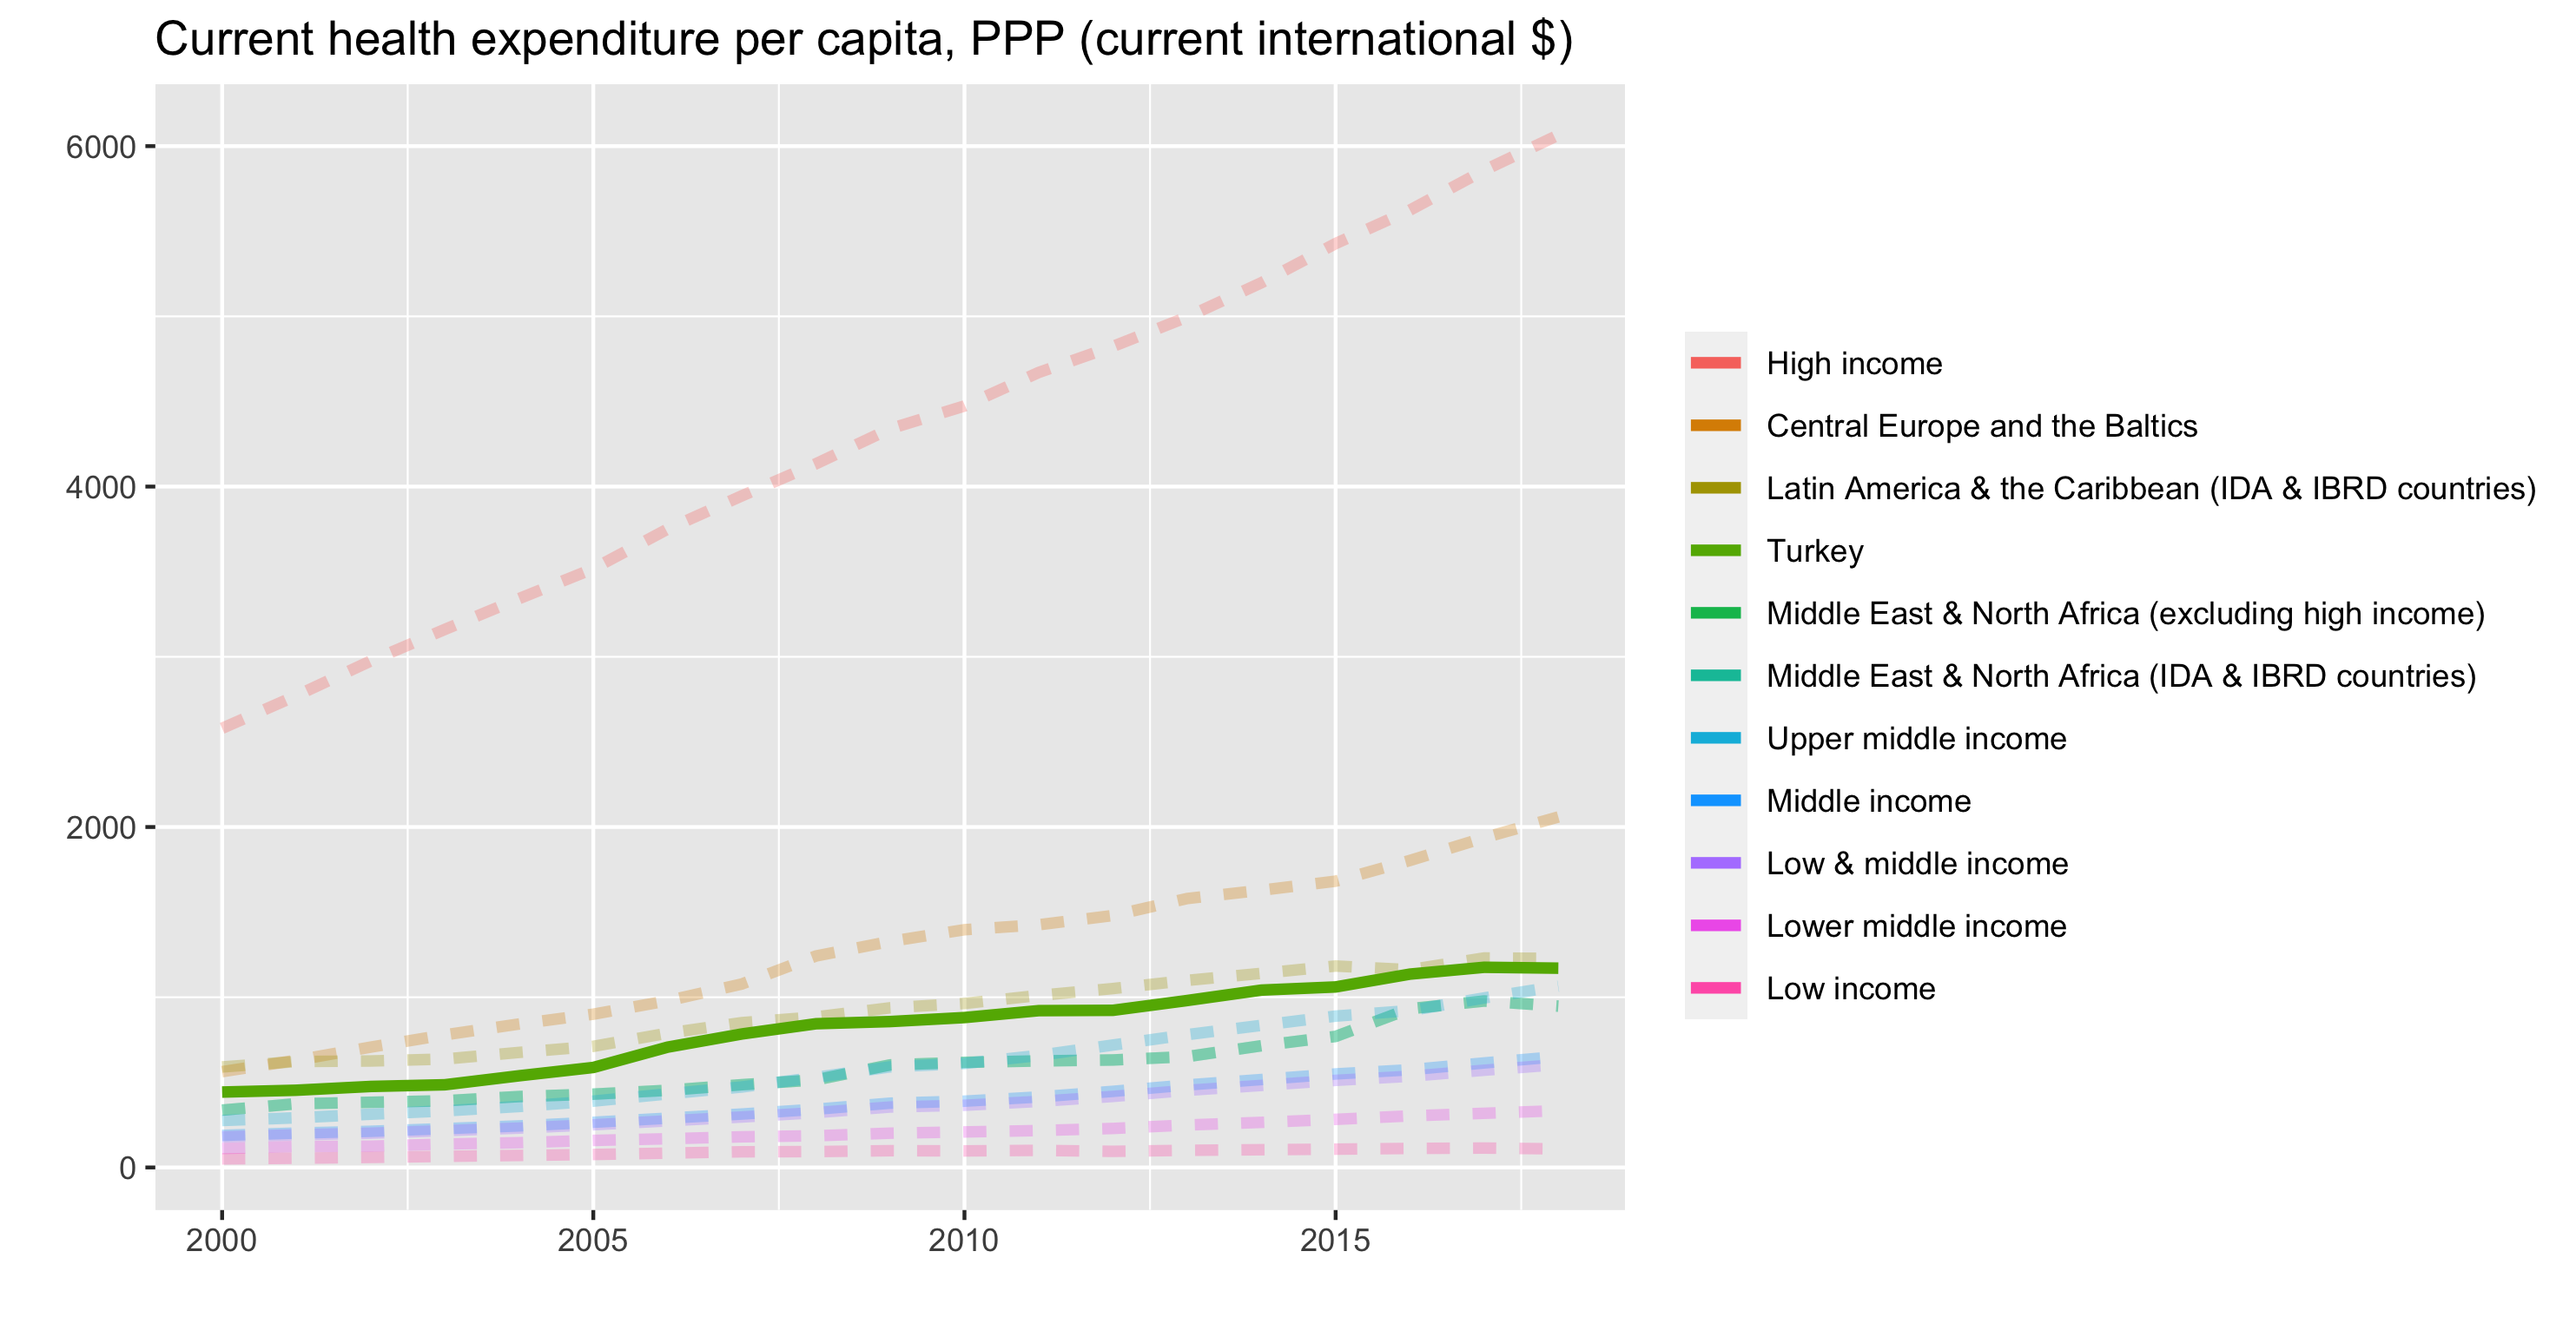 Current health expenditure per capita, PPP (current international $)
6000
4000
2000
0
2000 2005 2010 2015
High income
Central Europe and the Baltics
Latin America & the Caribbean (IDA & IBRD countries)
Turkey
Middle East & North Africa (excluding high income)
Middle East & North Africa (IDA & IBRD countries)
Upper middle income
Middle income
Low & middle income
Lower middle income
Low income